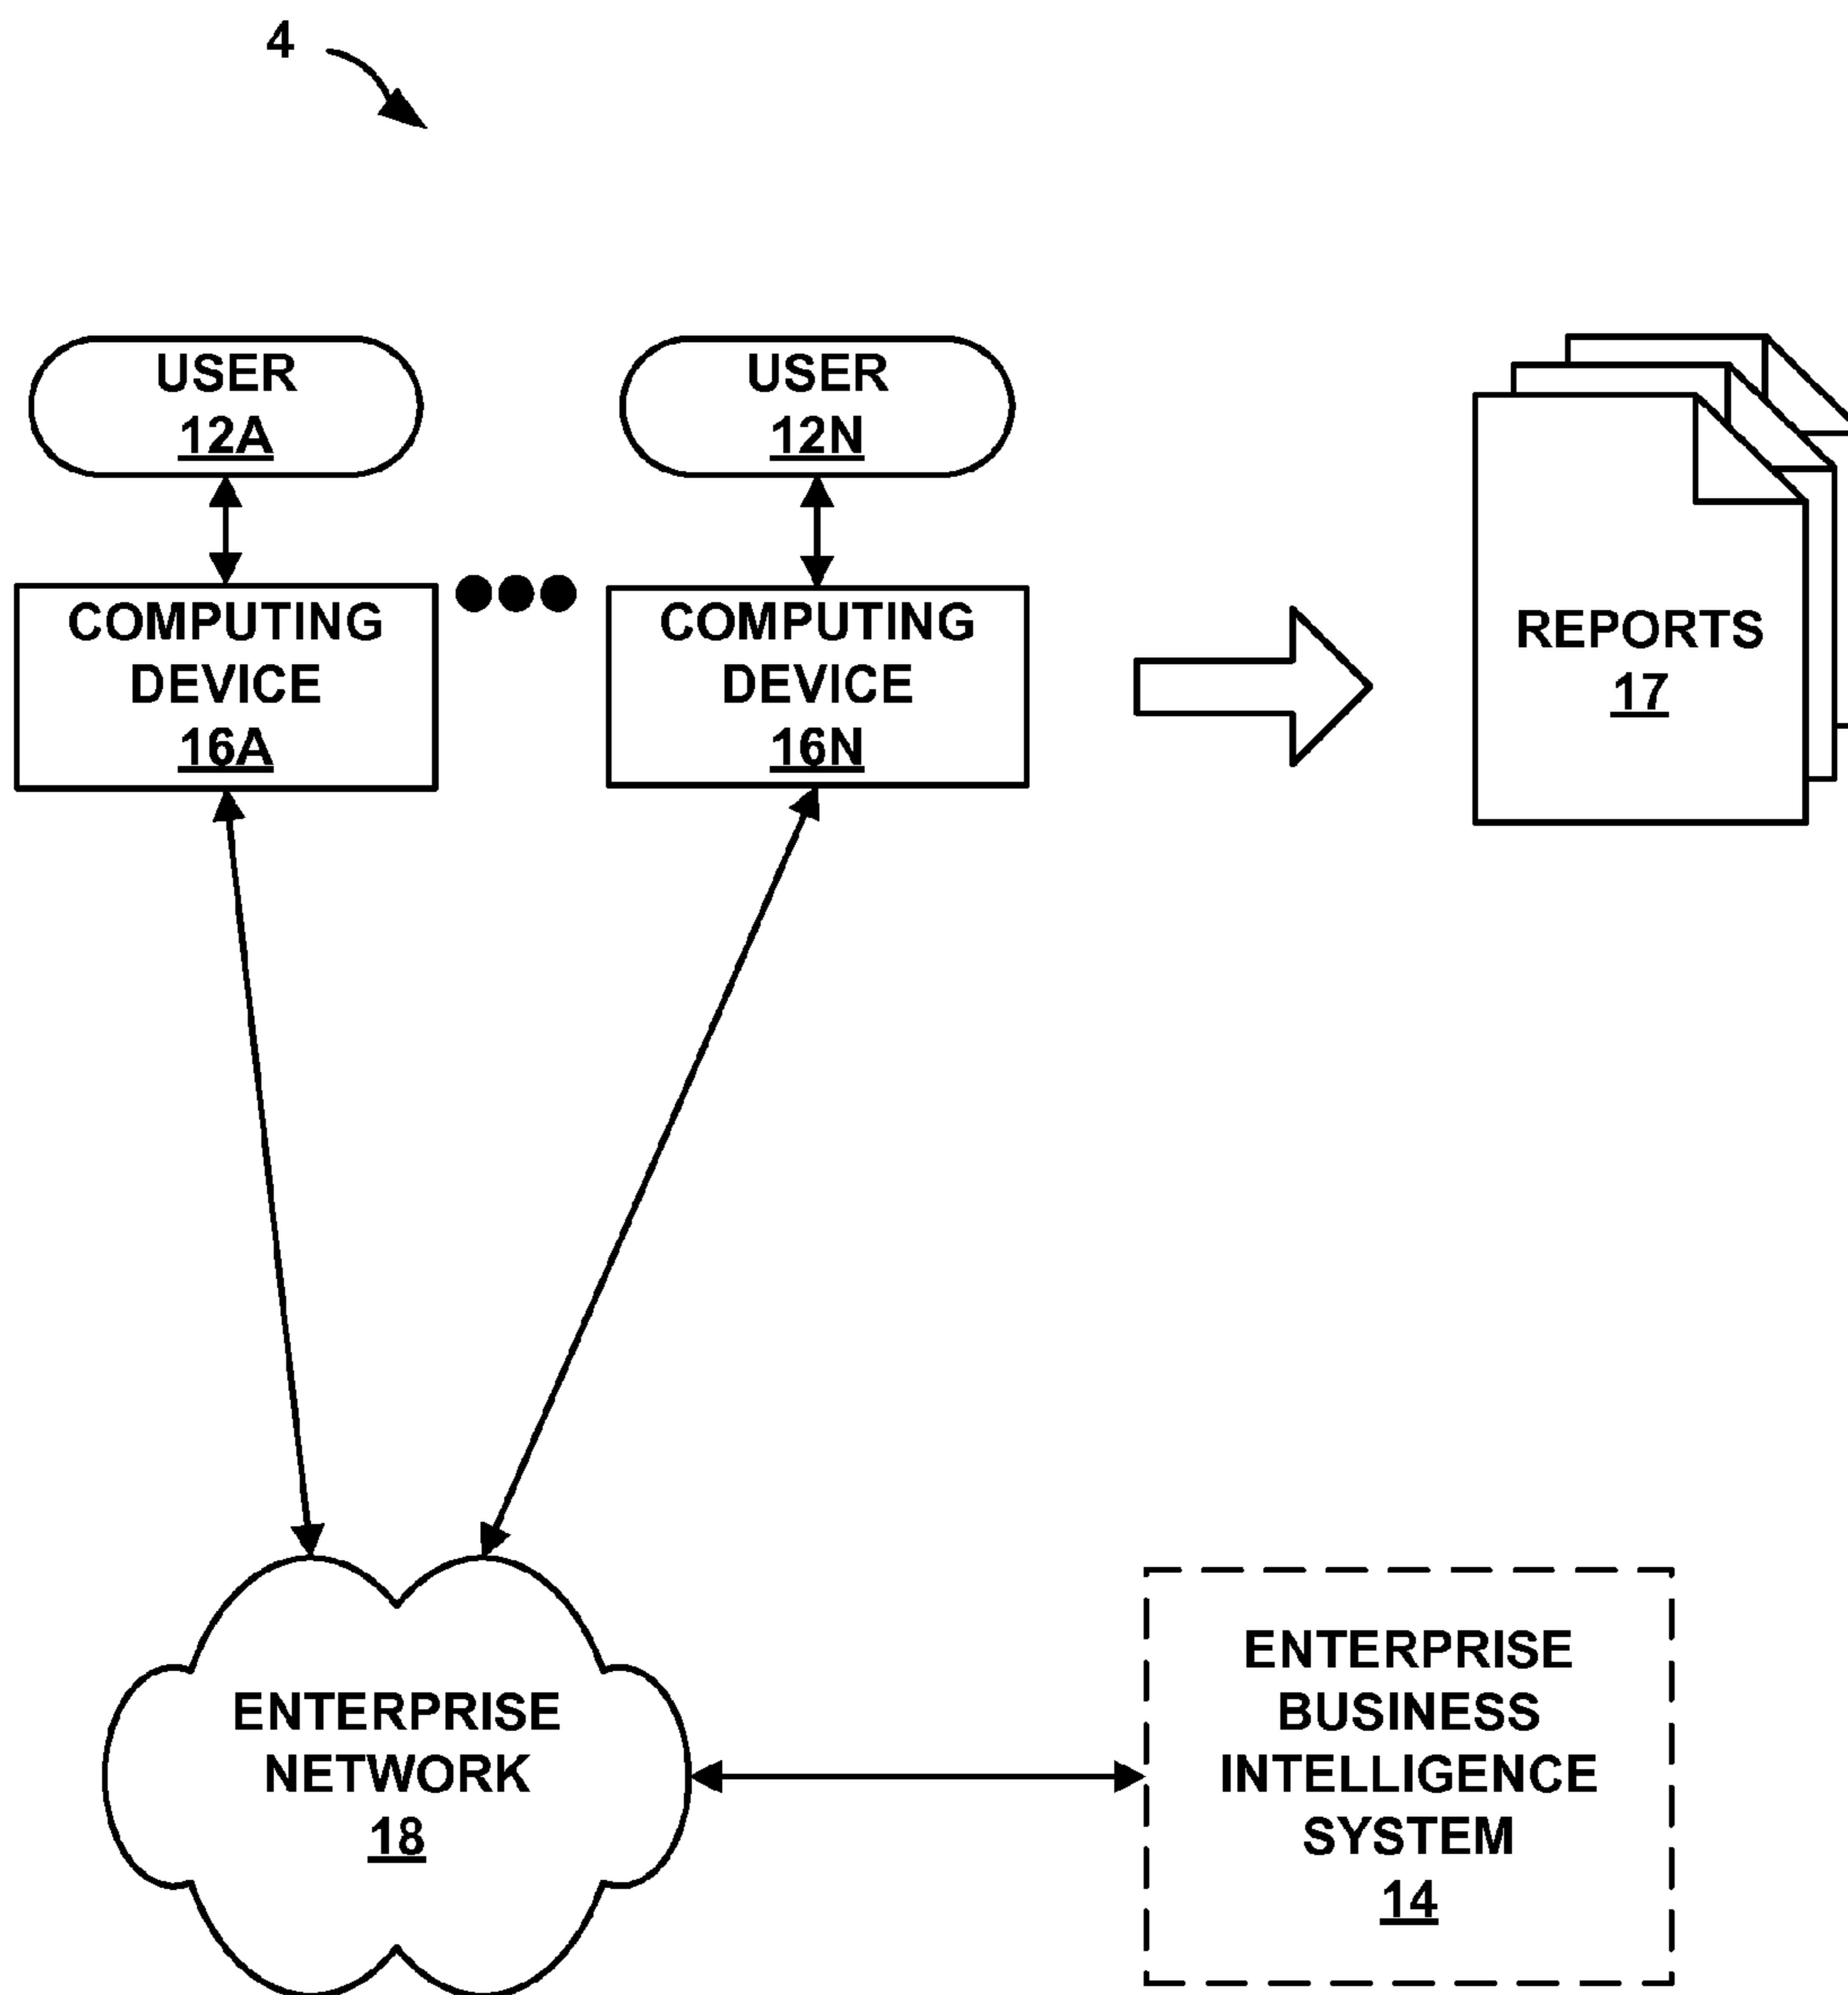 4
USER
12A
USER
12N
COMPUTING
DEVICE
16A
COMPUTING
DEVICE
16N
REPORTS
17
ENTERPRISE
NETWORK
18
ENTERPRISE
BUSINESS
INTELLIGENCE
SYSTEM
14